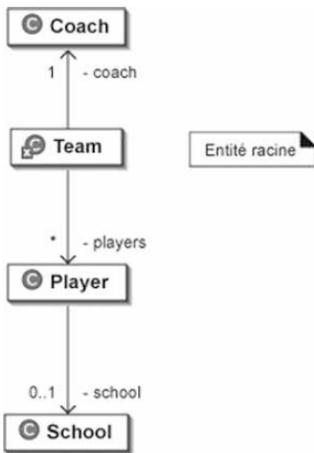 C Coach
1 - coach
C Team
Entité racine
* - players
C Player
0..1 - school
C School